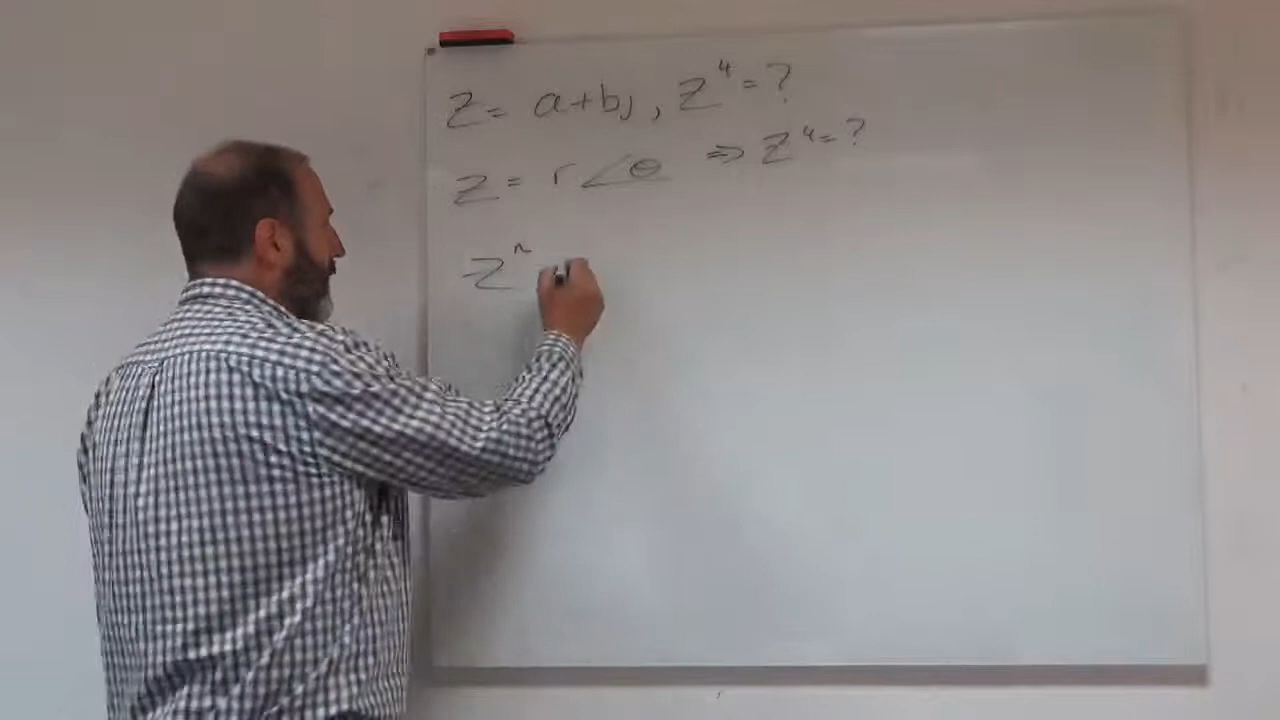 z = a+bj, z⁴ = ?
z = r∠θ ⇒ z⁴ = ?
zⁿ